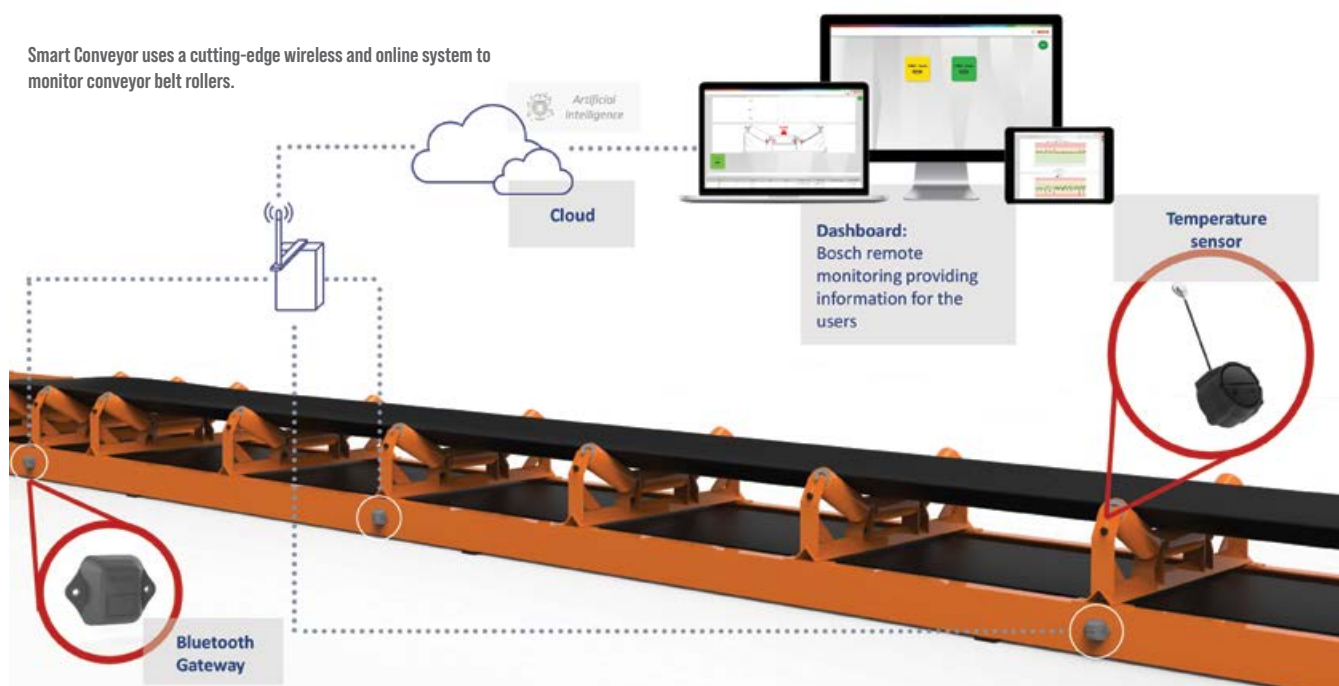 Smart Conveyor uses a cutting-edge wireless and online system to
monitor conveyor belt rollers.
Artificial
Intelligence
Cloud
Dashboard:
Bosch remote
monitoring providing
information for the
users
Temperature
sensor
Bluetooth
Gateway